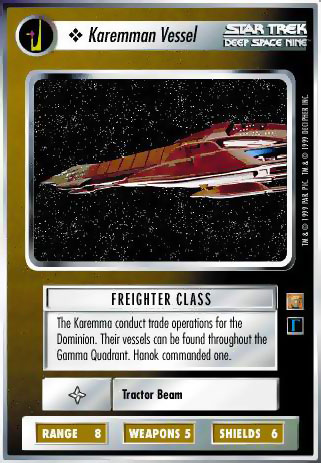 ❖ Karemman Vessel
STAR TREK
DEEP SPACE NINE
TM & © 1999 PAR. PIC. TM & © 1999 DECIPHER INC.
FREIGHTER CLASS
The Karemma conduct trade operations for the
Dominion. Their vessels can be found throughout the
Gamma Quadrant. Hanok commanded one.
Tractor Beam
RANGE 8
WEAPONS 5
SHIELDS 6